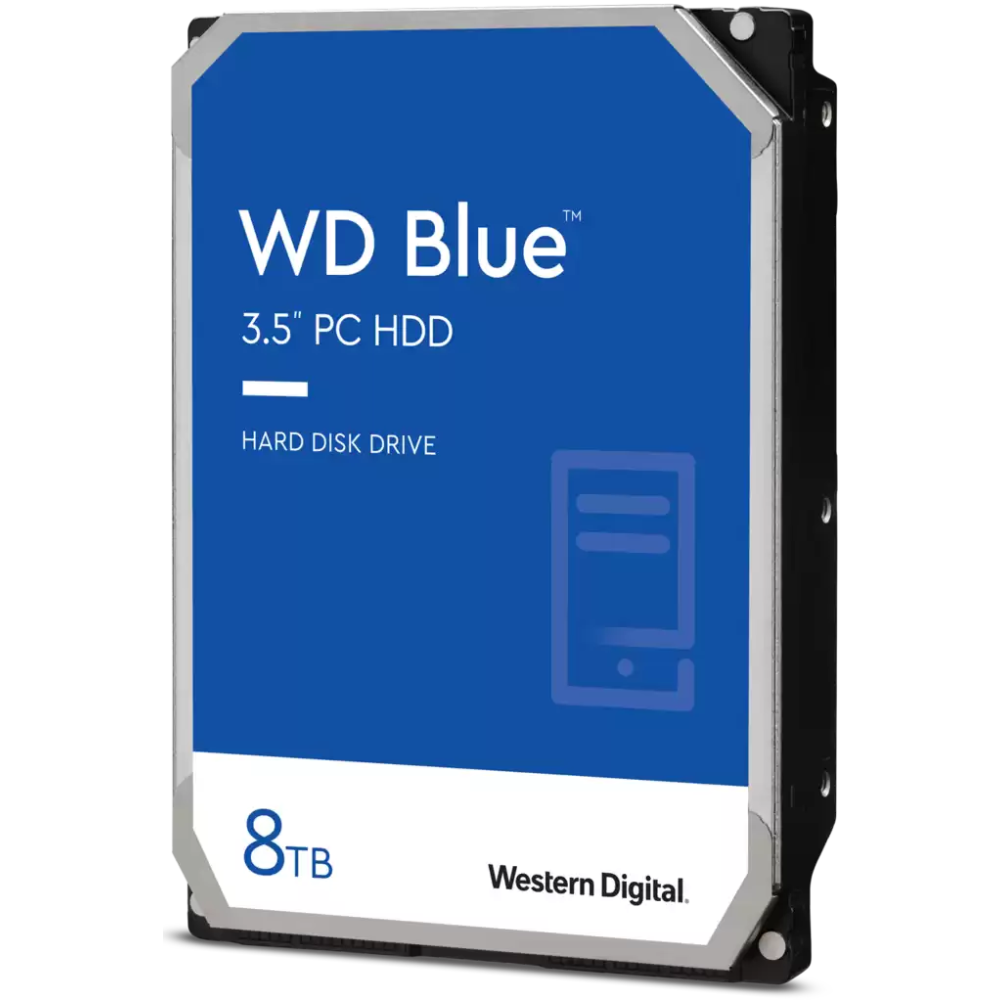 WD Blue™
3.5" PC HDD
HARD DISK DRIVE
8TB
Western Digital.